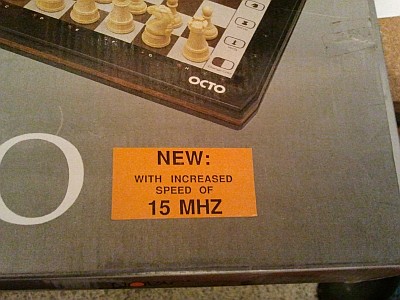 OCTO
O
NEW:
WITH INCREASED
SPEED OF
15 MHZ